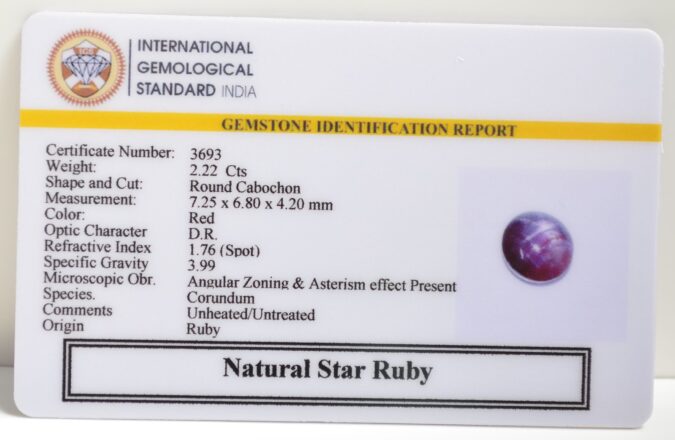 IGS
INTERNATIONAL
GEMOLOGICAL
STANDARD INDIA
GEMSTONE IDENTIFICATION REPORT
Certificate Number: 3693
Weight: 2.22 Cts
Shape and Cut: Round Cabochon
Measurement: 7.25 x 6.80 x 4.20 mm
Color: Red
Optic Character D.R.
Refractive Index 1.76 (Spot)
Specific Gravity 3.99
Microscopic Obr. Angular Zoning & Asterism effect Present
Species. Corundum
Comments Unheated/Untreated
Origin Ruby
Natural Star Ruby